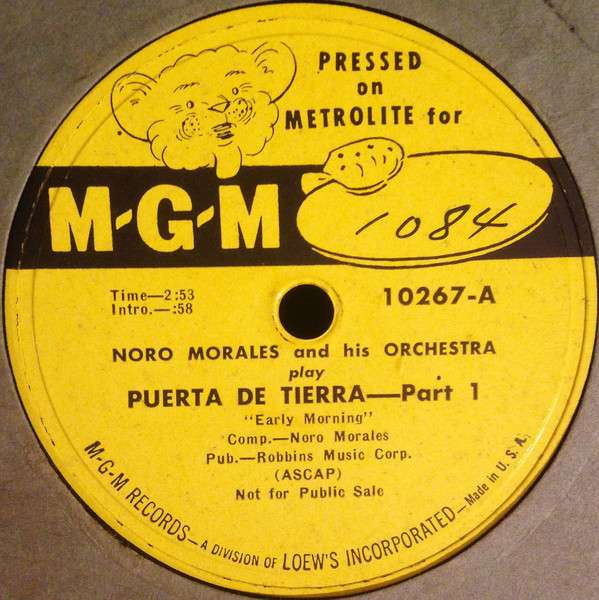 PRESSED
on
METROLITE for
M-G-M
1084
Time—2:53
Intro.—:58
10267-A
NORO MORALES and his ORCHESTRA
play
PUERTA DE TIERRA—Part 1
"Early Morning"
Comp.—Noro Morales
Pub.—Robbins Music Corp.
(ASCAP)
Not for Public Sale
M-G-M RECORDS—A DIVISION OF LOEW'S INCORPORATED—Made in U. S. A.